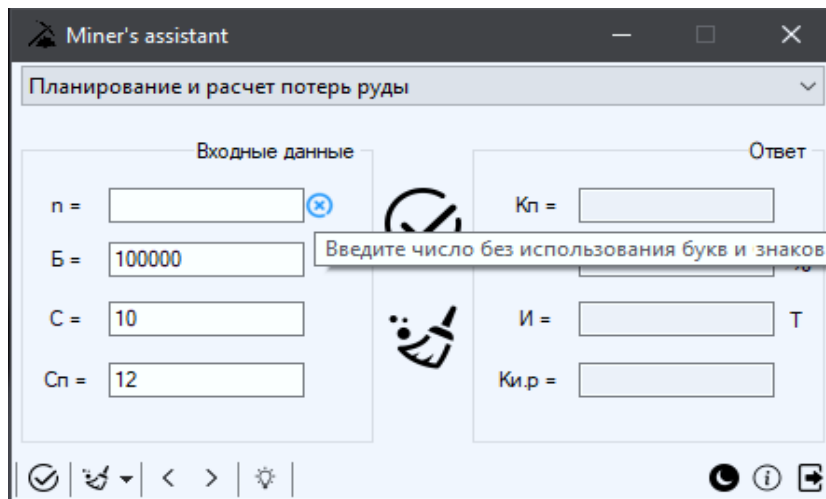 Miner's assistant
Планирование и расчет потерь руды
Входные данные
Ответ
п =
Кп =
Введите число без использования букв и знаков
Б = 100000
%
С = 10
И =
Т
Сп = 12
Ки.р =